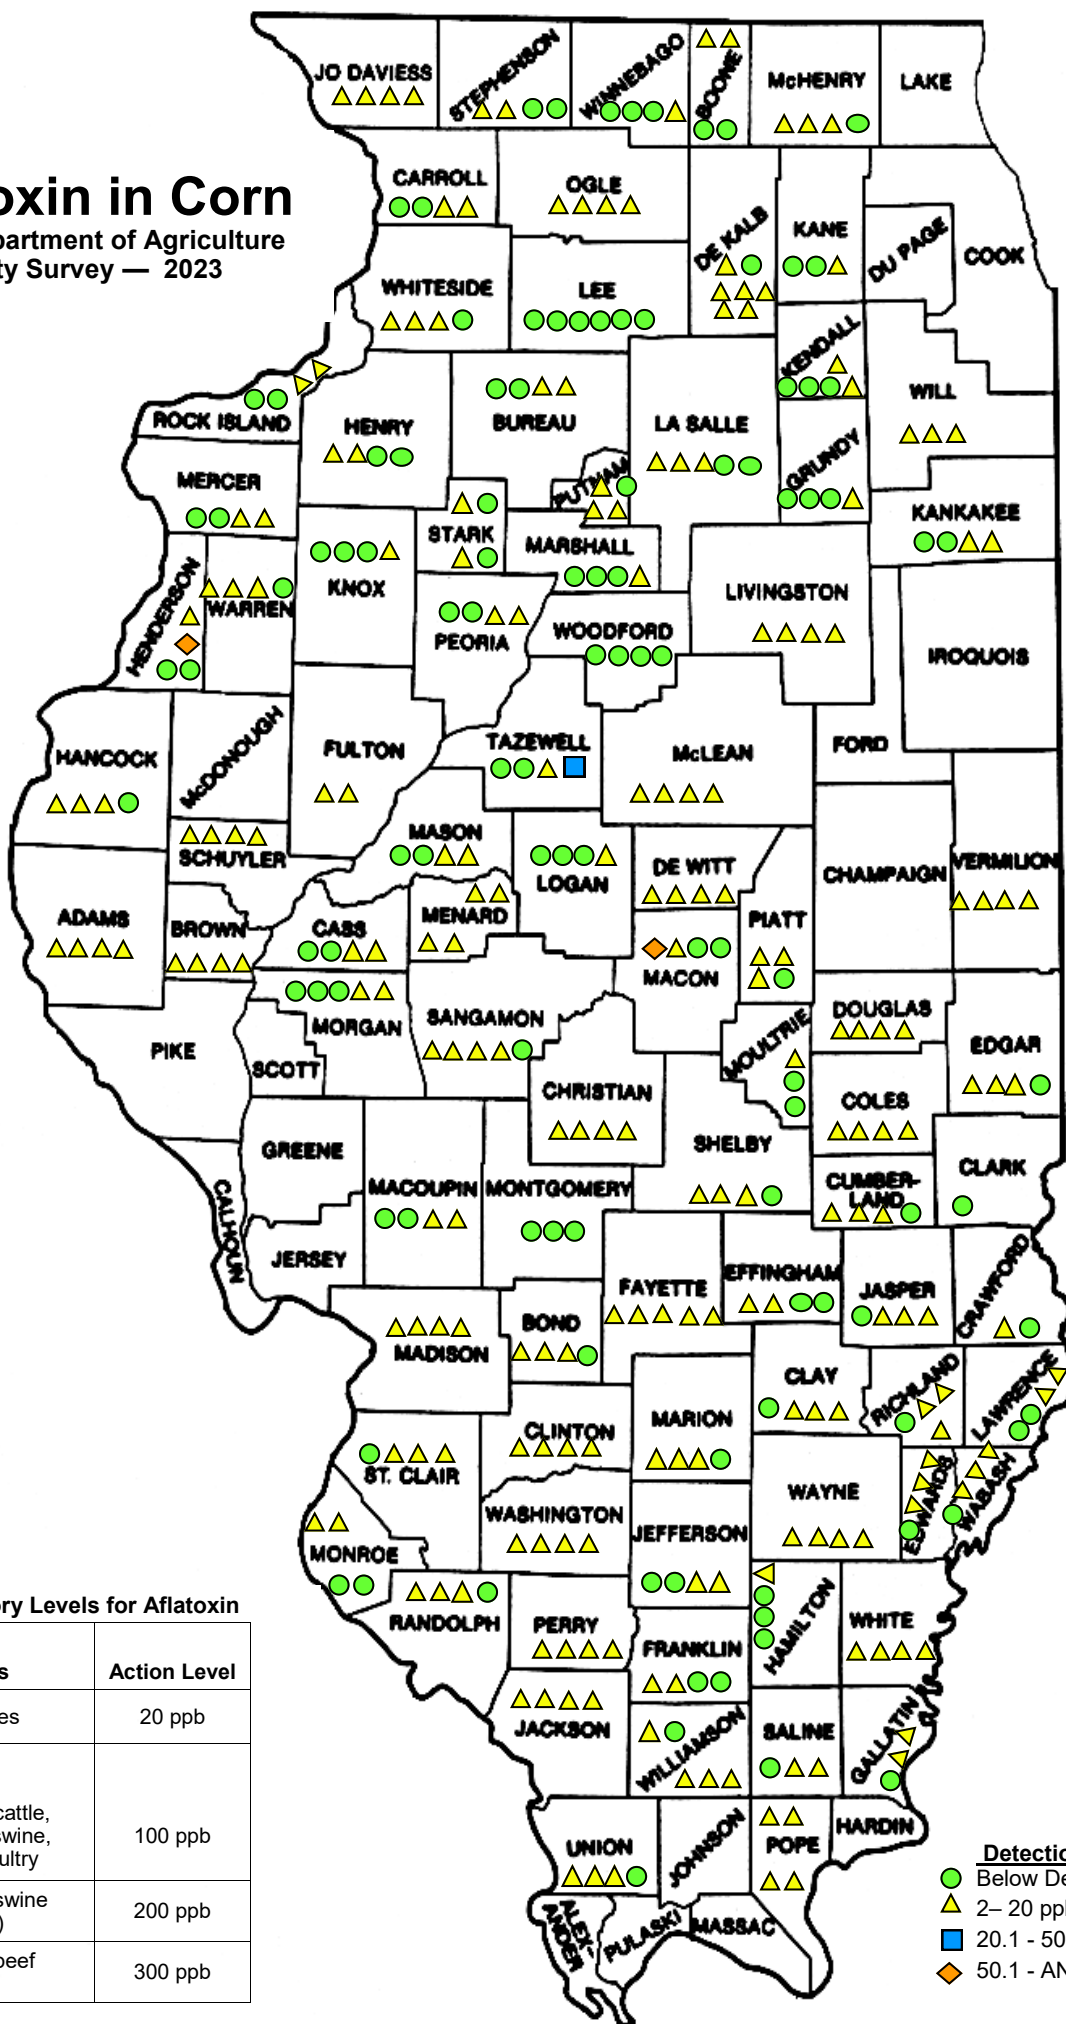 oxin in Corn
partment of Agriculture
ty Survey — 2023
JO DAVIESS
STEPHENSON
WINNEBAGO
BOONE
McHENRY
LAKE
CARROLL
OGLE
DE KALB
KANE
DU PAGE
COOK
WHITESIDE
LEE
KENDALL
WILL
ROCK ISLAND
HENRY
BUREAU
LA SALLE
GRUNDY
MERCER
PUTNAM
KANKAKEE
STARK
MARSHALL
HENDERSON
WARREN
KNOX
PEORIA
WOODFORD
LIVINGSTON
IROQUOIS
HANCOCK
McDONOUGH
FULTON
TAZEWELL
McLEAN
FORD
SCHUYLER
MASON
LOGAN
DE WITT
CHAMPAIGN
VERMILION
ADAMS
BROWN
CASS
MENARD
PIATT
MACON
PIKE
SCOTT
MORGAN
SANGAMON
MOULTRIE
DOUGLAS
EDGAR
CHRISTIAN
COLES
GREENE
SHELBY
CLARK
CALHOUN
MACOUPIN
MONTGOMERY
CUMBER-
LAND
JERSEY
FAYETTE
EFFINGHAM
JASPER
CRAWFORD
MADISON
BOND
CLAY
RICHLAND
LAWRENCE
ST. CLAIR
CLINTON
MARION
WAYNE
EDWARDS
WABASH
MONROE
WASHINGTON
JEFFERSON
RANDOLPH
PERRY
FRANKLIN
HAMILTON
WHITE
JACKSON
WILLIAMSON
SALINE
GALLATIN
UNION
JOHNSON
POPE
HARDIN
ALEX-
ANDER
PULASKI
MASSAC
ry Levels for Aflatoxin
s
Action Level
es
20 ppb
cattle,
swine,
ultry
100 ppb
swine
)
200 ppb
beef
300 ppb
Detectio
Below De
2– 20 ppb
20.1 - 50
50.1 - AN